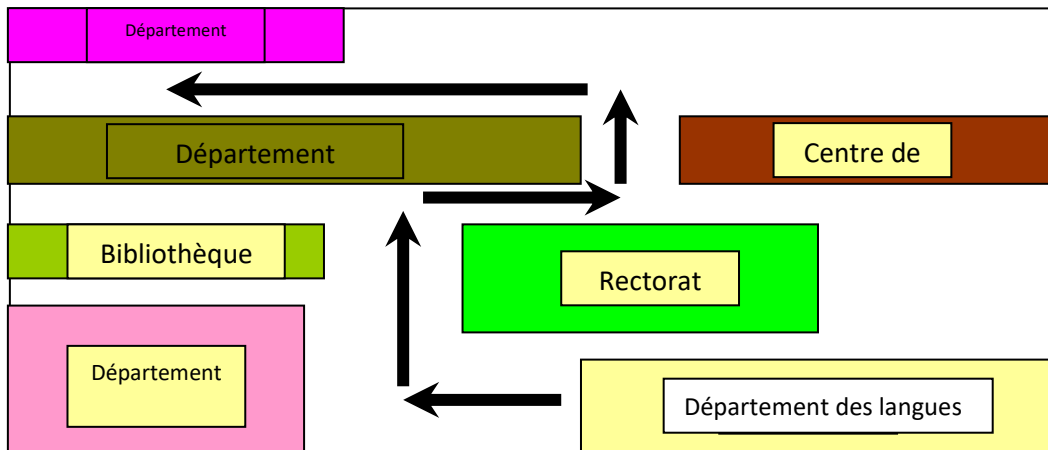 Département
Département
Centre de
Bibliothèque
Rectorat
Département
Département des langues